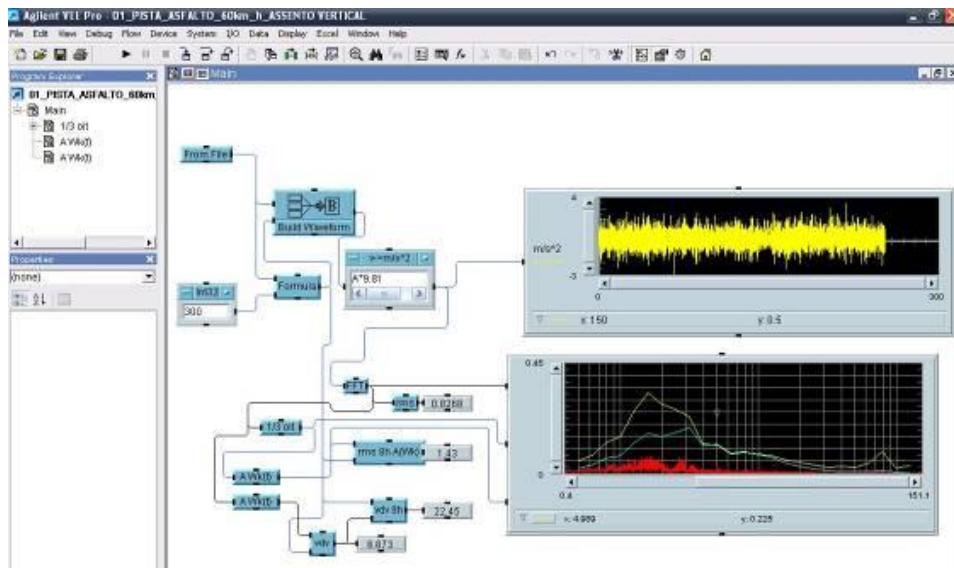 Agilent VEE Pro - 01_PISTA_ASFALTO_60km_h_ASSENTO VERTICAL
File Edit View Debug Flow Device System I/O Data Display Excel Window Help
Program Explorer
Main
01_PISTA_ASFALTO_60km
Main
1/3 oit
A Wk(f)
A Wk(f)
Properties
(none)
From File
Build Waveform
>=m/s^2
A*9.81
Formula
Int32
300
m/s^2
4
-3
0
300
x:150
y:0.5
FFT
rms
0.0268
1/3 oit
rms 8h A(Wk)
1.43
A Wk(f)
A Wk(f)
vdv 8h
22.45
vdv
0.45
0
0.4
151.1
x:4.989
y:0.225